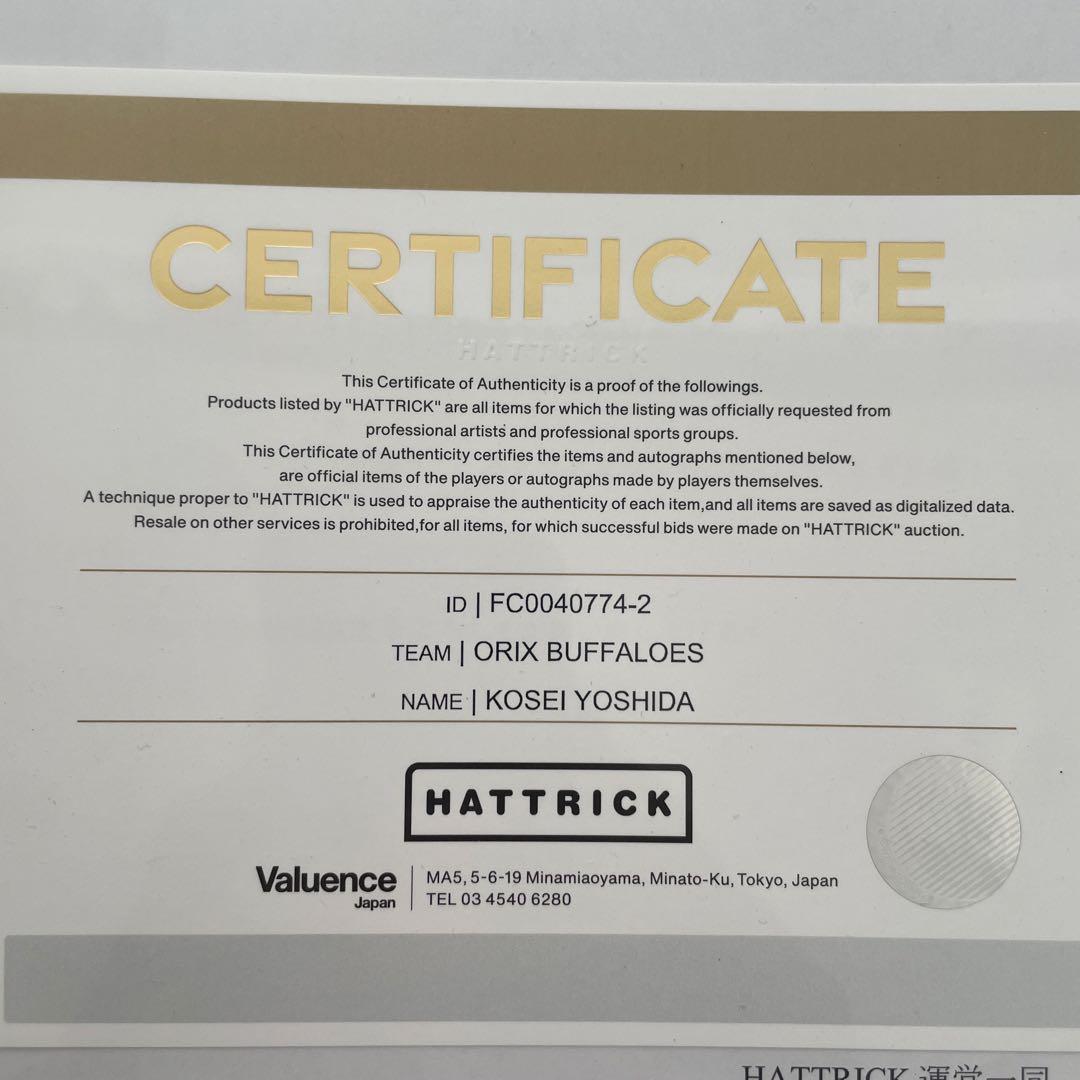 CERTIFICATE
HATTRICK
This Certificate of Authenticity is a proof of the followings.
Products listed by "HATTRICK" are all items for which the listing was officially requested from
professional artists and professional sports groups.
This Certificate of Authenticity certifies the items and autographs mentioned below,
are official items of the players or autographs made by players themselves.
A technique proper to "HATTRICK" is used to appraise the authenticity of each item,and all items are saved as digitalized data.
Resale on other services is prohibited,for all items, for which successful bids were made on "HATTRICK" auction.
ID | FC0040774-2
TEAM | ORIX BUFFALOES
NAME | KOSEI YOSHIDA
HATTRICK
Valuence
Japan
MA5, 5-6-19 Minamiaoyama, Minato-Ku, Tokyo, Japan
TEL 03 4540 6280
HATTRICK 運営一同